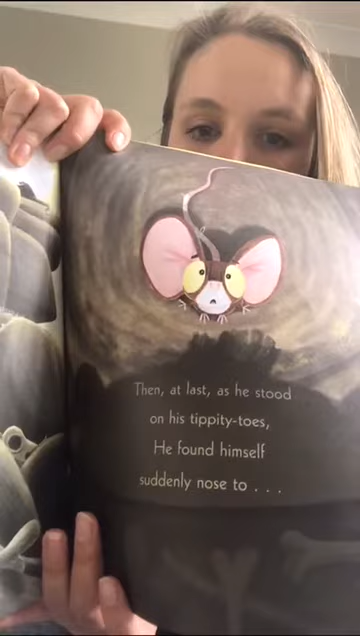 Then, at last, as he stood
on his tippity-toes,
He found himself
suddenly nose to . . .